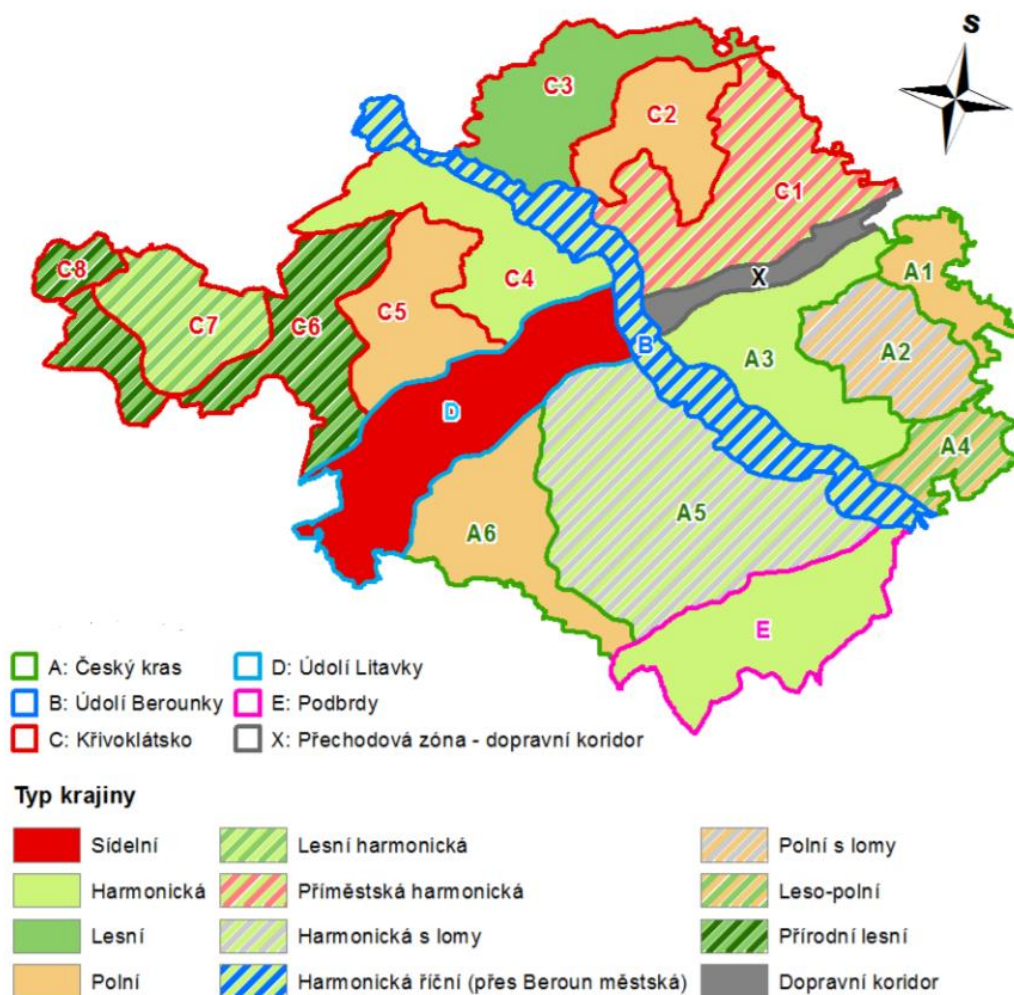 S
C3
C2
C1
C8
C7
C6
C5
C4
X
A1
A2
A3
B
D
A4
A5
A6
E
A: Český kras
B: Údolí Berounky
C: Křivoklátsko
D: Údolí Litavky
E: Podbrdy
X: Přechodová zóna - dopravní koridor
Typ krajiny
Sídelní
Harmonická
Lesní
Polní
Lesní harmonická
Příměstská harmonická
Harmonická s lomy
Harmonická říční (přes Beroun městská)
Polní s lomy
Leso-polní
Přírodní lesní
Dopravní koridor